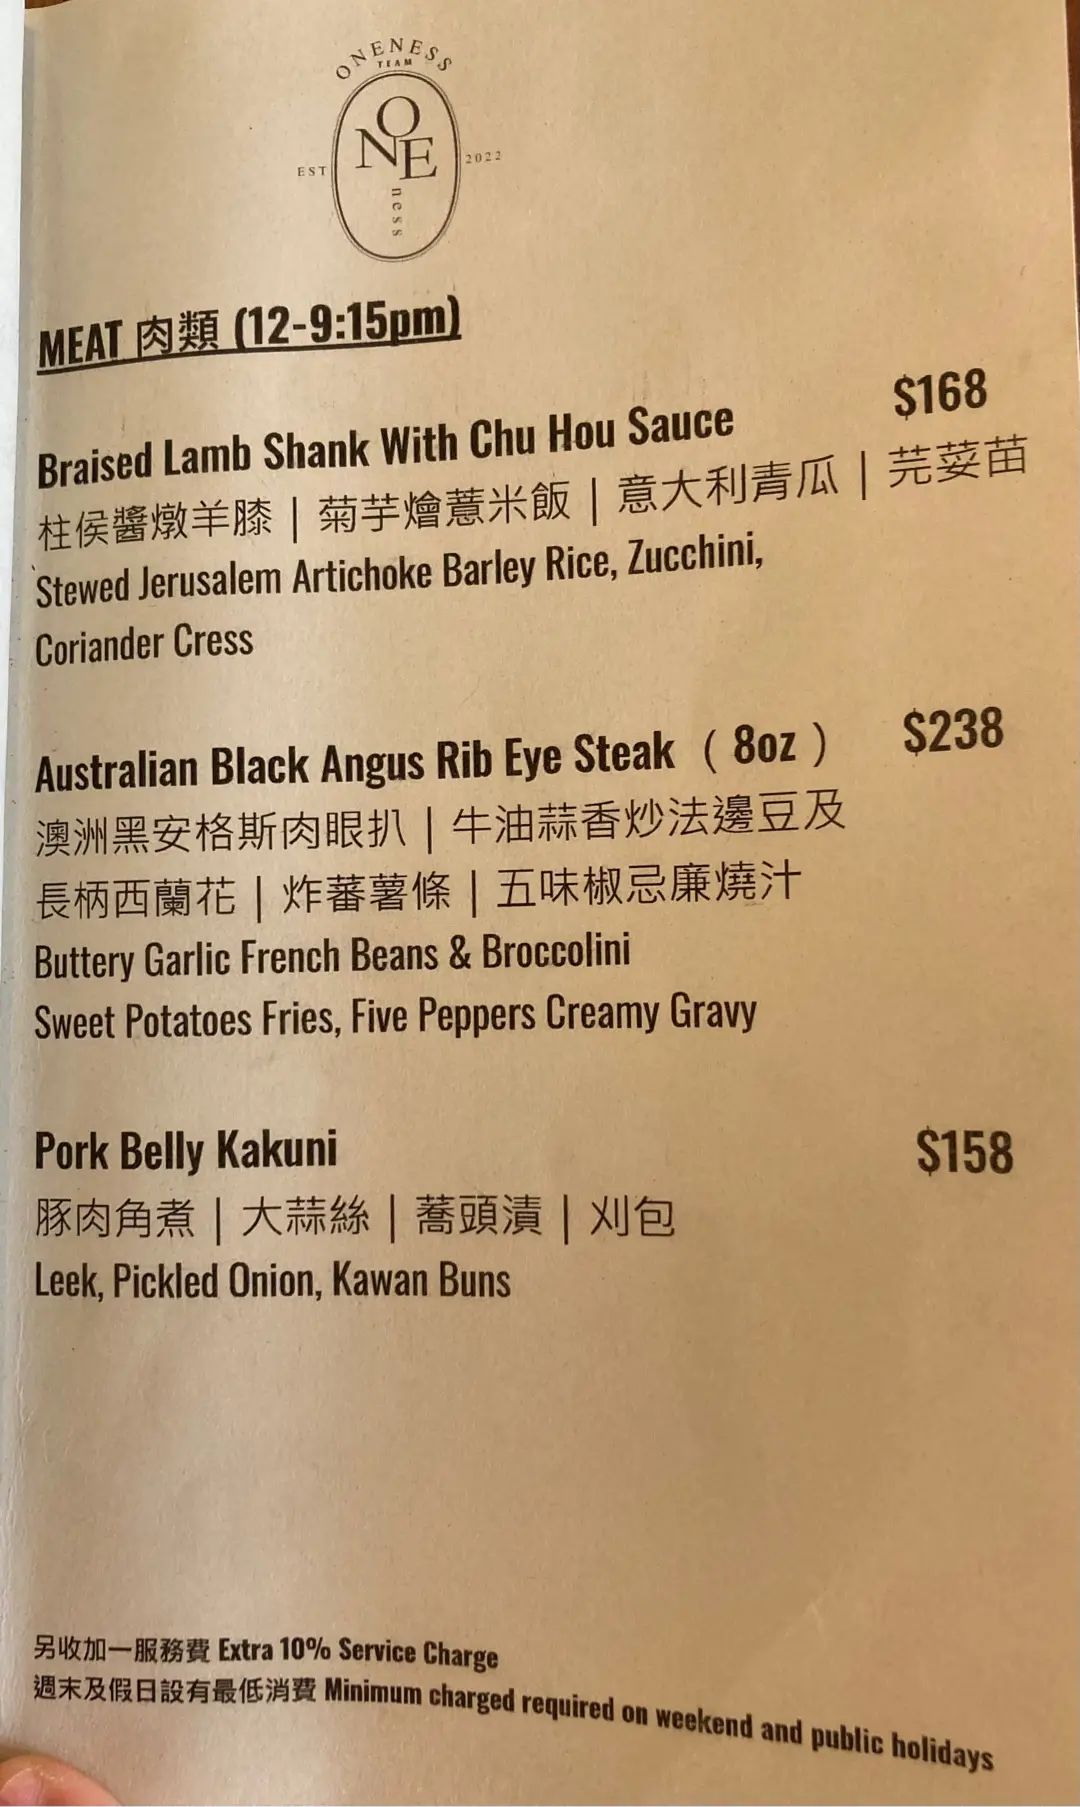 ONENESS
TEAM
ONE
EST
2022
ness
MEAT 肉類 (12-9:15pm)
Braised Lamb Shank With Chu Hou Sauce
$168
柱侯醬燉羊膝 | 菊芋燴薏米飯 | 意大利青瓜 | 芫荽苗
Stewed Jerusalem Artichoke Barley Rice, Zucchini,
Coriander Cress
Australian Black Angus Rib Eye Steak （8oz）
$238
澳洲黑安格斯肉眼扒 | 牛油蒜香炒法邊豆及
長柄西蘭花 | 炸蕃薯條 | 五味椒忌廉燒汁
Buttery Garlic French Beans & Broccolini
Sweet Potatoes Fries, Five Peppers Creamy Gravy
Pork Belly Kakuni
$158
豚肉角煮 | 大蒜絲 | 蕎頭漬 | 刈包
Leek, Pickled Onion, Kawan Buns
另收加一服務費 Extra 10% Service Charge
週末及假日設有最低消費 Minimum charged required on weekend and public holidays